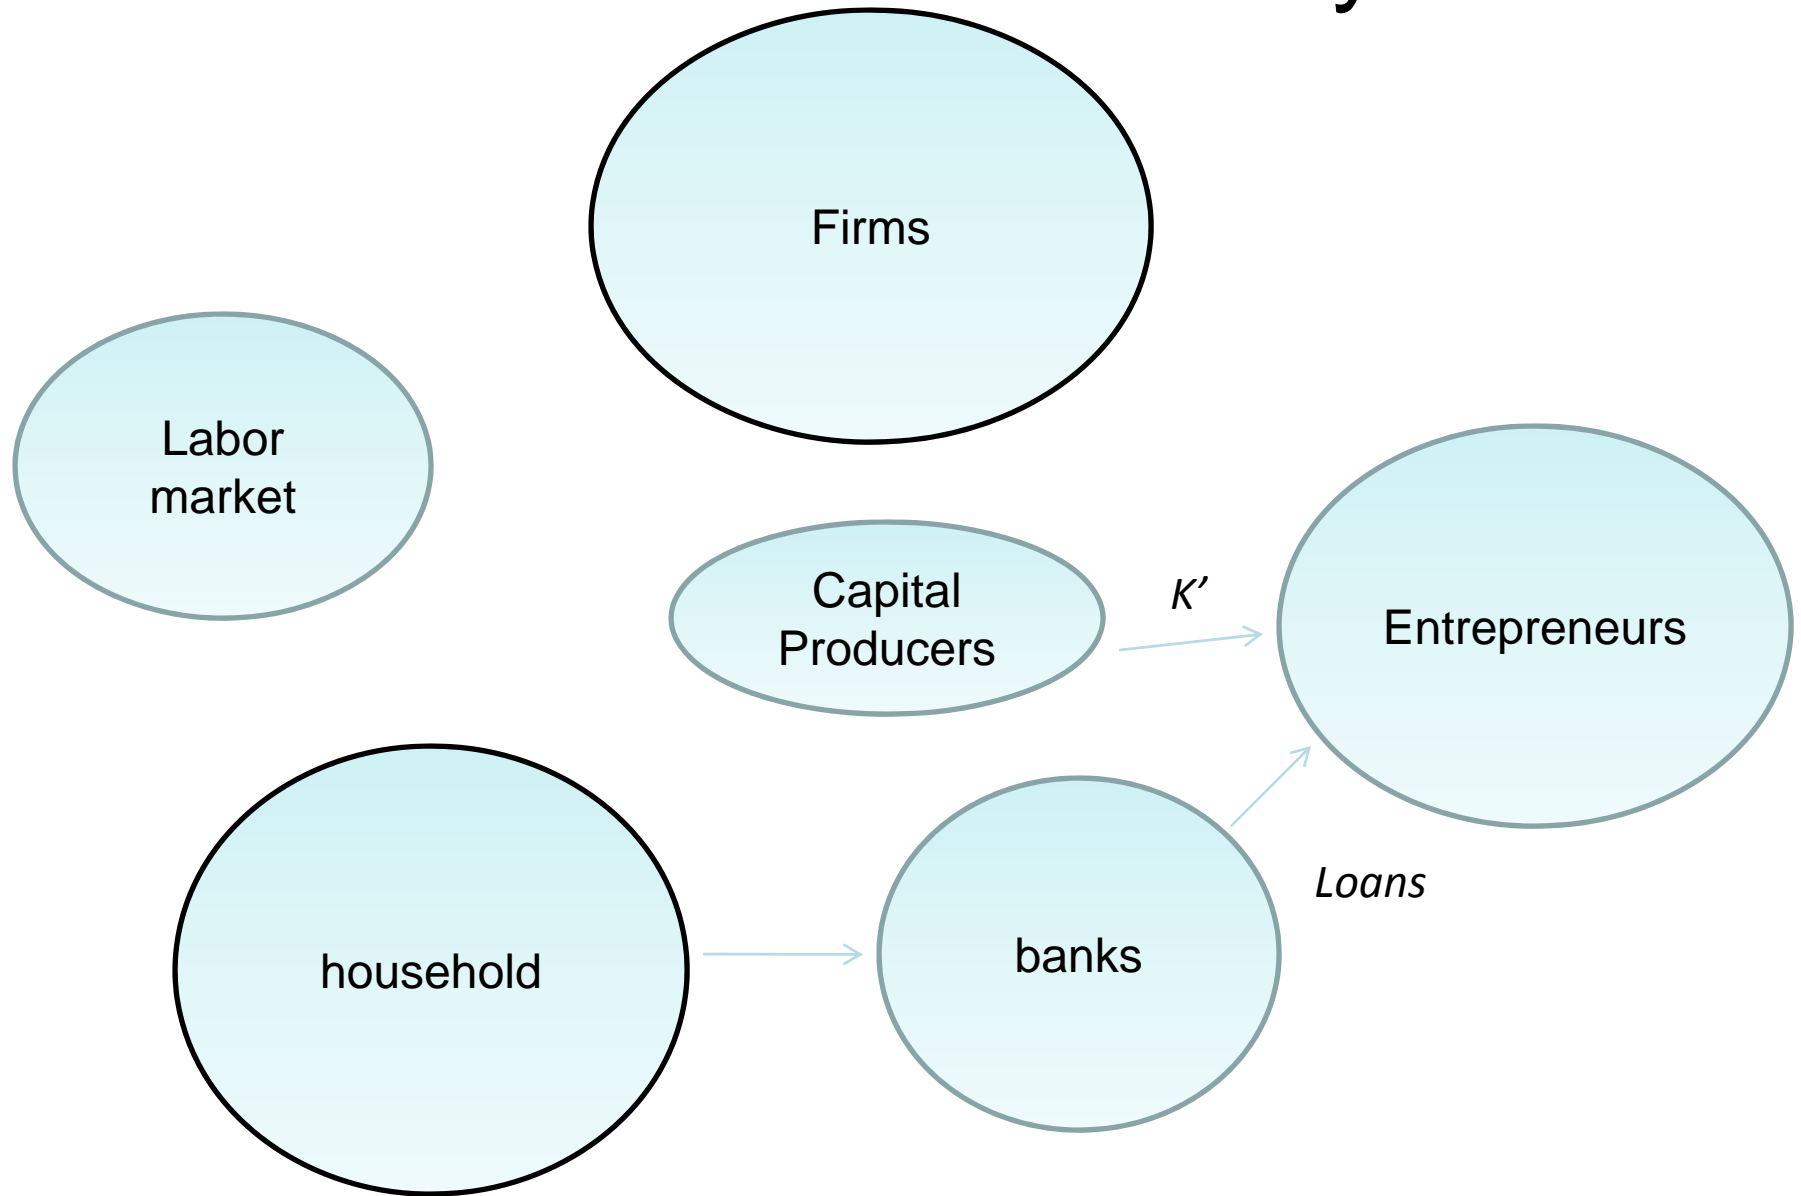 Firms
Labor
market
Capital
Producers
K’
Entrepreneurs
Loans
household
banks